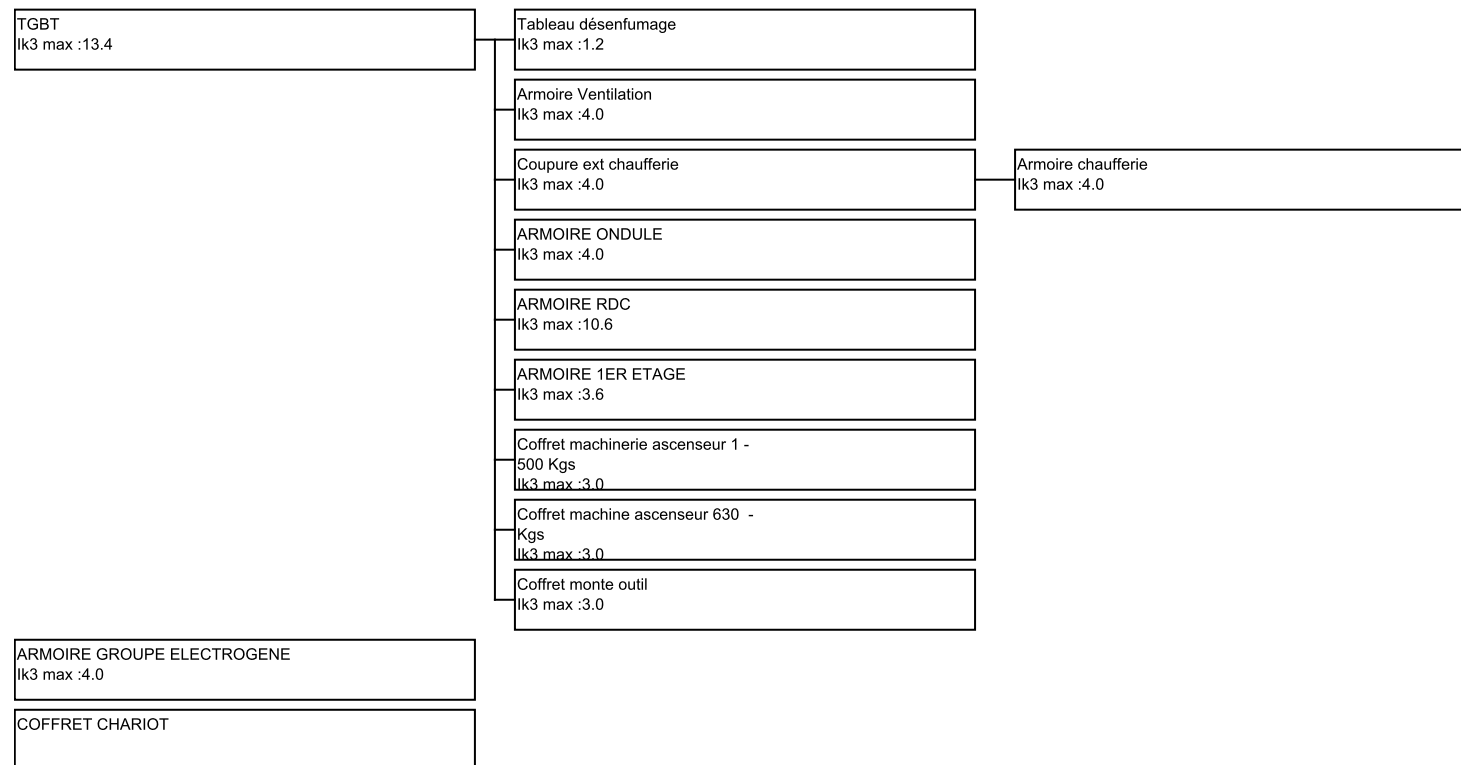 TGBT
Ik3 max :13.4
Tableau désenfumage
Ik3 max :1.2
Armoire Ventilation
Ik3 max :4.0
Coupure ext chaufferie
Ik3 max :4.0
Armoire chaufferie
Ik3 max :4.0
ARMOIRE ONDULE
Ik3 max :4.0
ARMOIRE RDC
Ik3 max :10.6
ARMOIRE 1ER ETAGE
Ik3 max :3.6
Coffret machinerie ascenseur 1 -
500 Kgs
Ik3 max :3.0
Coffret machine ascenseur 630  -
Kgs
Ik3 max :3.0
Coffret monte outil
Ik3 max :3.0
ARMOIRE GROUPE ELECTROGENE
Ik3 max :4.0
COFFRET CHARIOT